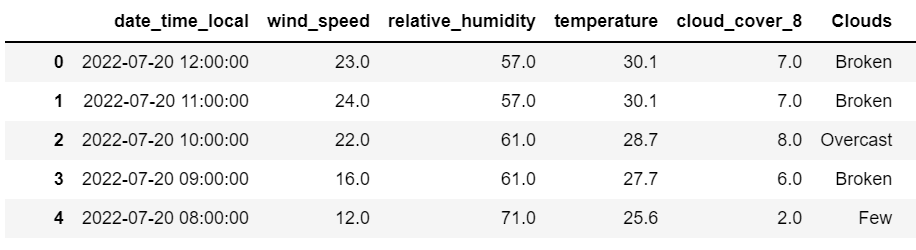 date_time_local wind_speed relative_humidity temperature cloud_cover_8 Clouds
0 2022-07-20 12:00:00 23.0 57.0 30.1 7.0 Broken
1 2022-07-20 11:00:00 24.0 57.0 30.1 7.0 Broken
2 2022-07-20 10:00:00 22.0 61.0 28.7 8.0 Overcast
3 2022-07-20 09:00:00 16.0 61.0 27.7 6.0 Broken
4 2022-07-20 08:00:00 12.0 71.0 25.6 2.0 Few